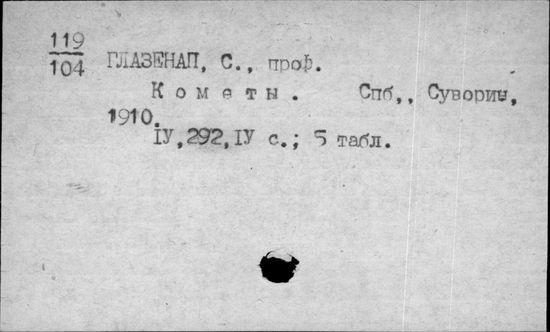 119
104
ГЛАЗЕНАП, С., проф.
Кометы. Спб,, Суворин,
1910.
IУ,292,IУ с.; 5 табл.